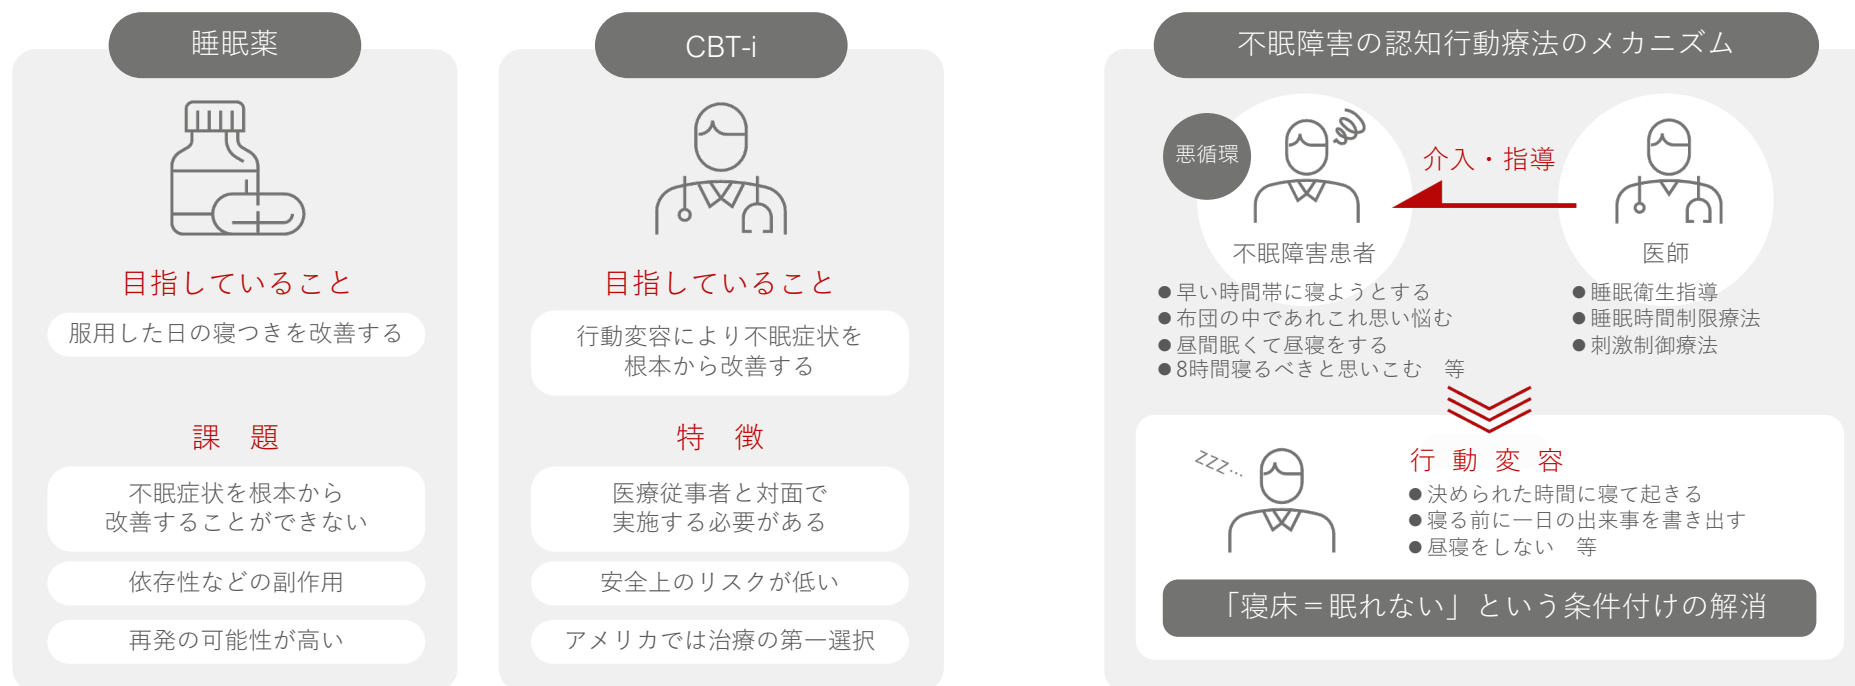 睡眠薬
目指していること
服用した日の寝つきを改善する
課　題
不眠症状を根本から
改善することができない
依存性などの副作用
再発の可能性が高い
CBT-i
目指していること
行動変容により不眠症状を
根本から改善する
特　徴
医療従事者と対面で
実施する必要がある
安全上のリスクが低い
アメリカでは治療の第一選択
不眠障害の認知行動療法のメカニズム
悪循環
介入・指導
不眠障害患者
●早い時間帯に寝ようとする
●布団の中であれこれ思い悩む
●昼間眠くて昼寝をする
●8時間寝るべきと思いこむ　等
医師
●睡眠衛生指導
●睡眠時間制限療法
●刺激制御療法
zzz...
行 動 変 容
●決められた時間に寝て起きる
●寝る前に一日の出来事を書き出す
●昼寝をしない　等
「寝床＝眠れない」という条件付けの解消